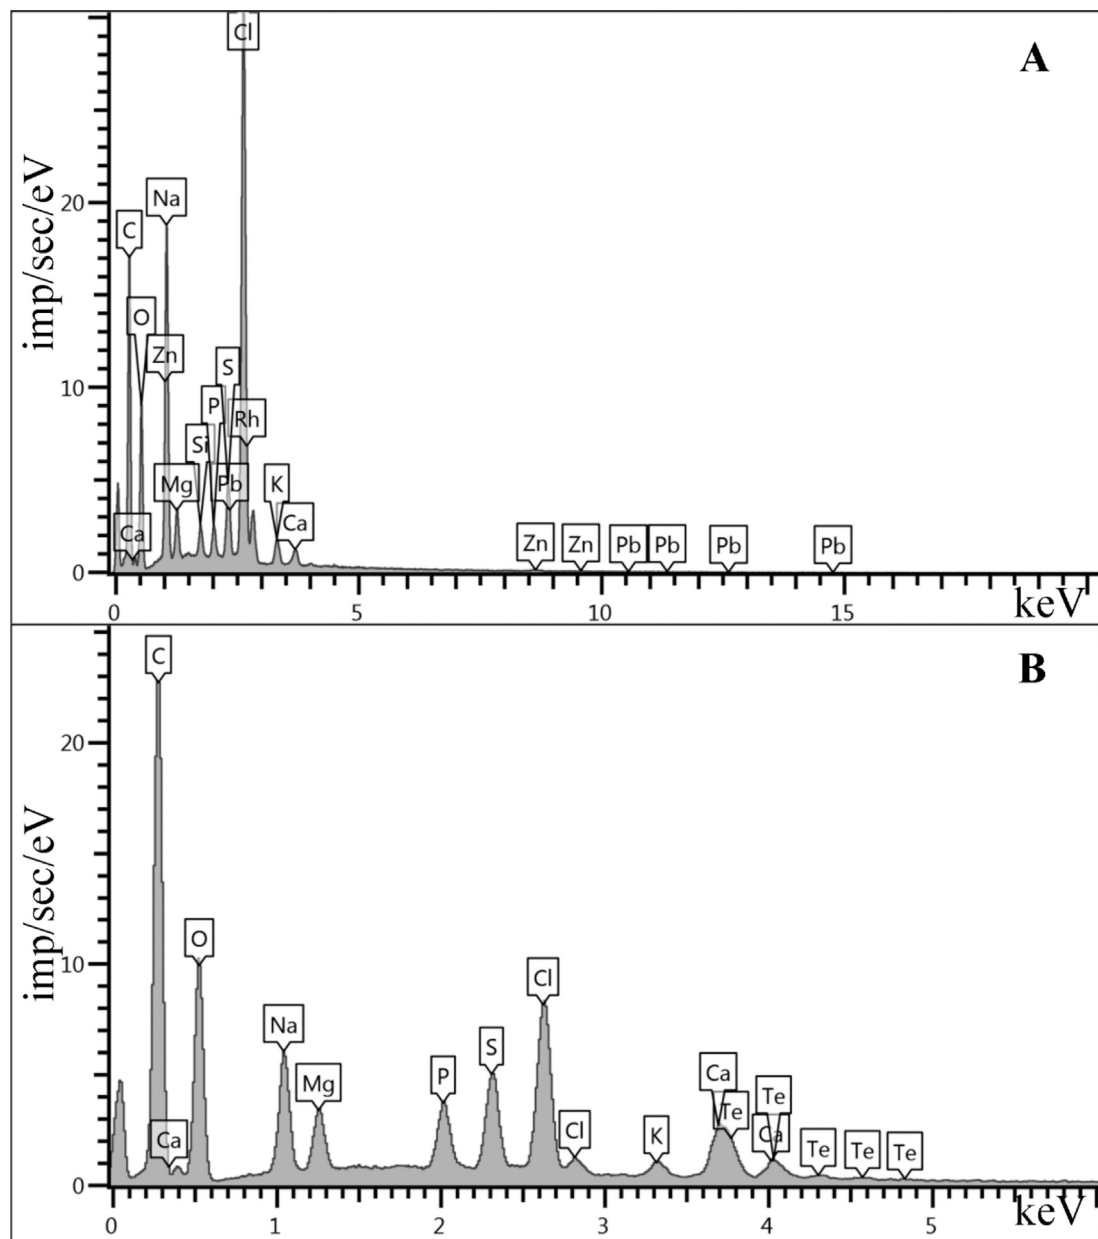 A
imp/sec/eV
Cl
Na
20
C
O
Zn
S
P
Rh
10
Si
Mg
Pb
K
Ca
Ca
Zn
Zn
Pb
Pb
Pb
Pb
0
0 5 10 15 keV
B
imp/sec/eV
C
20
O
10
Cl
Na
S
Mg
P
Ca
Te
Te
Ca
Cl
K
Ca
Te
Te
Te
0
0 1 2 3 4 5 keV